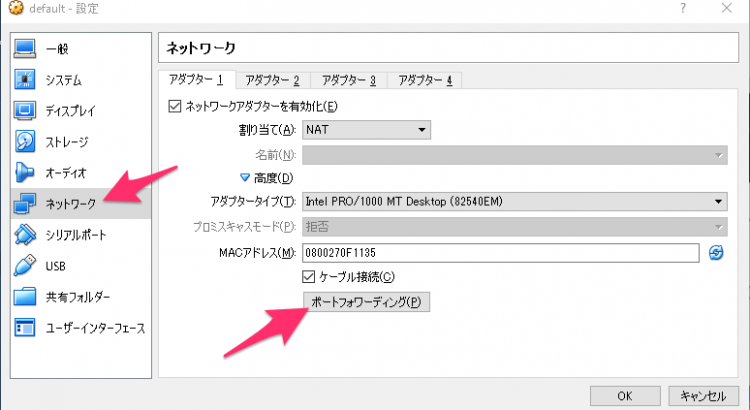 default - 設定
一般
システム
ディスプレイ
ストレージ
オーディオ
ネットワーク
シリアルポート
USB
共有フォルダー
ユーザーインターフェース
ネットワーク
アダプター 1 アダプター 2 アダプター 3 アダプター 4
ネットワークアダプターを有効化(E)
割り当て(A): NAT
名前(N):
高度(D)
アダプタータイプ(T): Intel PRO/1000 MT Desktop (82540EM)
プロミスキャスモード(P): 拒否
MACアドレス(M): 0800270F1135
ケーブル接続(C)
ポートフォワーディング(P)
OK キャンセル